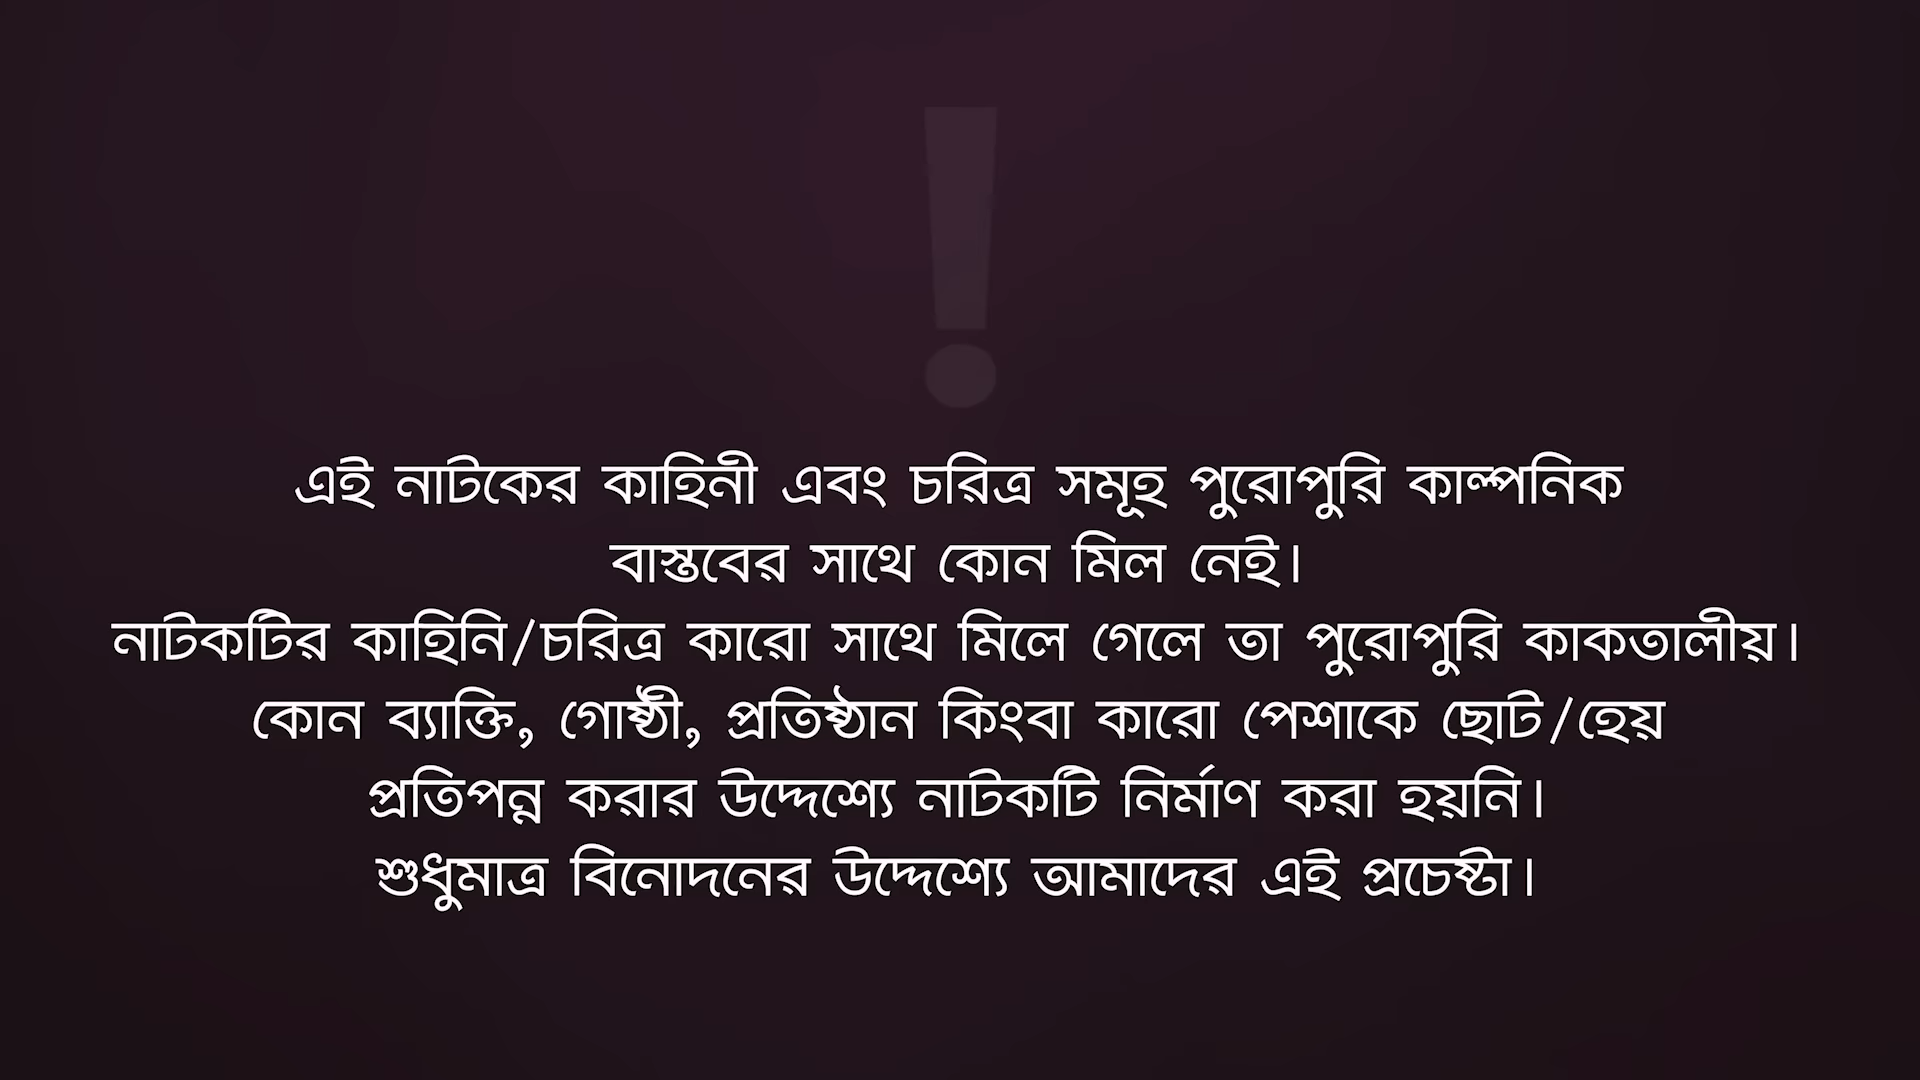 এই নাটকের কাহিনী এবং চরিত্র সমূহ পুরোপুরি কাল্পনিক
বাস্তবের সাথে কোন মিল নেই।
নাটকটির কাহিনি/চরিত্র কারো সাথে মিলে গেলে তা পুরোপুরি কাকতালীয়।
কোন ব্যাক্তি, গোষ্ঠী, প্রতিষ্ঠান কিংবা কারো পেশাকে ছোট/হেয়
প্রতিপন্ন করার উদ্দেশ্যে নাটকটি নির্মাণ করা হয়নি।
শুধুমাত্র বিনোদনের উদ্দেশ্যে আমাদের এই প্রচেষ্টা।